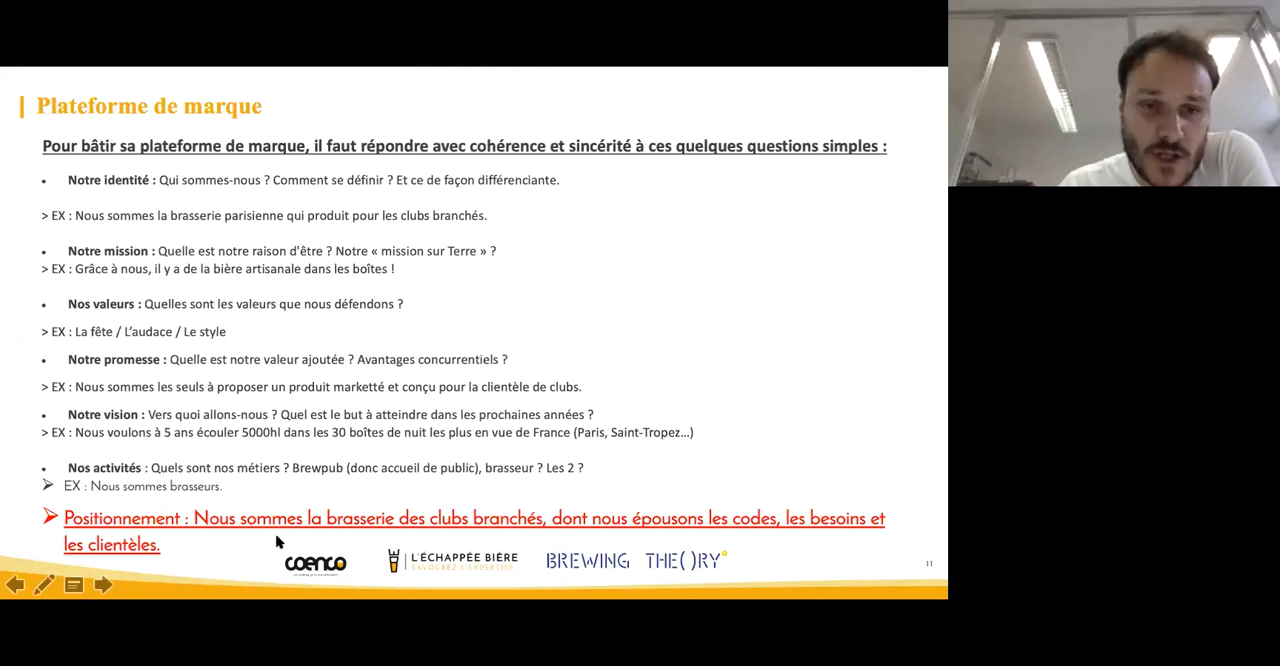 Plateforme de marque
Pour bâtir sa plateforme de marque, il faut répondre avec cohérence et sincérité à ces quelques questions simples :
• Notre identité : Qui sommes-nous ? Comment se définir ? Et ce de façon différenciante.
> EX : Nous sommes la brasserie parisienne qui produit pour les clubs branchés.
• Notre mission : Quelle est notre raison d'être ? Notre « mission sur Terre » ?
> EX : Grâce à nous, il y a de la bière artisanale dans les boîtes !
• Nos valeurs : Quelles sont les valeurs que nous défendons ?
> EX : La fête / L'audace / Le style
• Notre promesse : Quelle est notre valeur ajoutée ? Avantages concurrentiels ?
> EX : Nous sommes les seuls à proposer un produit marketté et conçu pour la clientèle de clubs.
• Notre vision : Vers quoi allons-nous ? Quel est le but à atteindre dans les prochaines années ?
> EX : Nous voulons à 5 ans écouler 5000hl dans les 30 boîtes de nuit les plus en vue de France (Paris, Saint-Tropez…)
• Nos activités : Quels sont nos métiers ? Brewpub (donc accueil de public), brasseur ? Les 2 ?
➢ EX : Nous sommes brasseurs.
➢ Positionnement : Nous sommes la brasserie des clubs branchés, dont nous épousons les codes, les besoins et
les clientèles.
coenco
L'ÉCHAPPÉE BIÈRE
SAVOUREZ L'EXPERTISE
BREWING THE()RY°
11